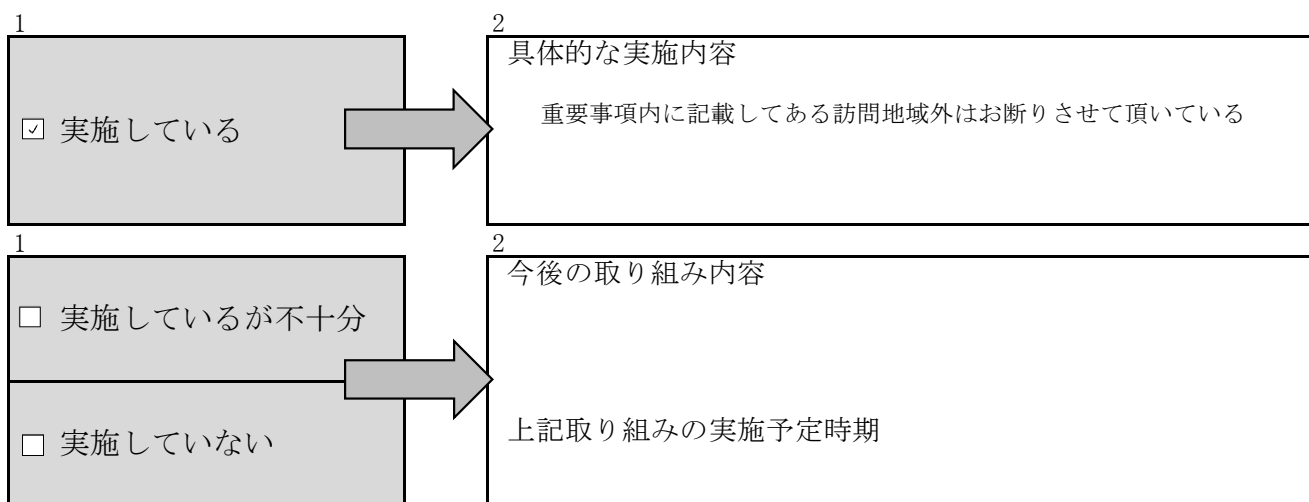 1
2
☑ 実施している
具体的な実施内容
重要事項内に記載してある訪問地域外はお断りさせて頂いている
1
2
☐ 実施しているが不十分
☐ 実施していない
今後の取り組み内容
上記取り組みの実施予定時期